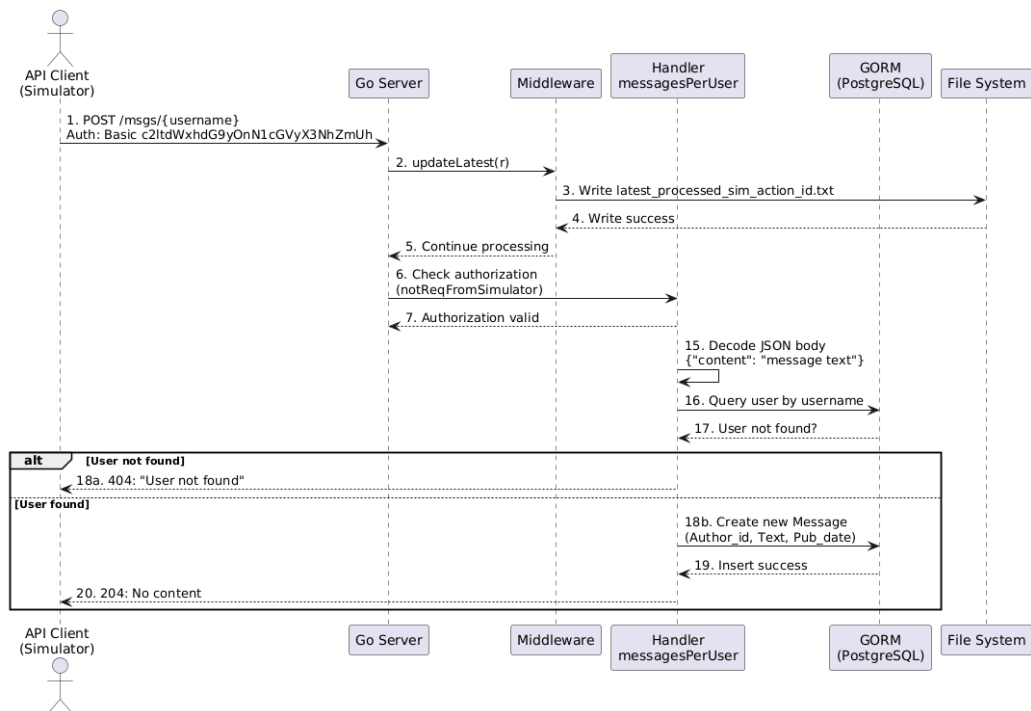 API Client
(Simulator)
Go Server
Middleware
Handler
messagesPerUser
GORM
(PostgreSQL)
File System
1. POST /msgs/{username}
Auth: Basic c2ltdWxhdG9yOnN1cGVyX3NhZmUh
2. updateLatest(r)
3. Write latest_processed_sim_action_id.txt
4. Write success
5. Continue processing
6. Check authorization
(notReqFromSimulator)
7. Authorization valid
15. Decode JSON body
{"content": "message text"}
16. Query user by username
17. User not found?
alt
[User not found]
18a. 404: "User not found"
[User found]
18b. Create new Message
(Author_id, Text, Pub_date)
19. Insert success
20. 204: No content
API Client
(Simulator)
Go Server
Middleware
Handler
messagesPerUser
GORM
(PostgreSQL)
File System